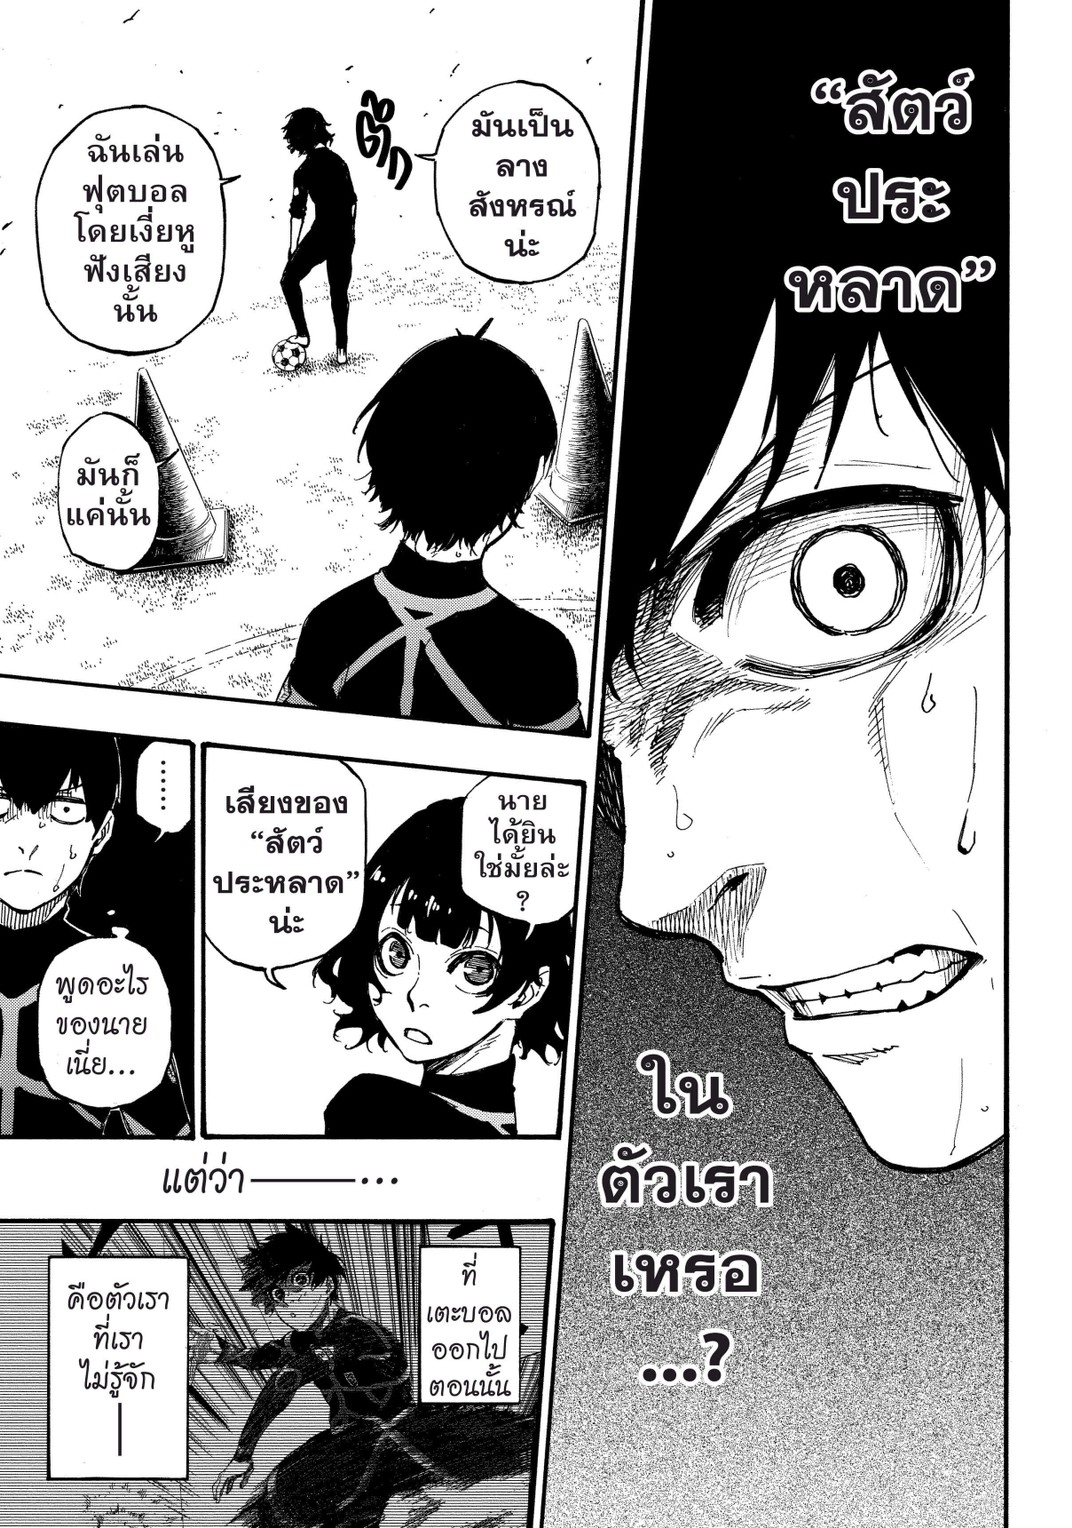 “สัตว์
ประ
หลาด”
ใน
ตัวเรา
เหรอ
...?
ตึก
มันเป็น
ลาง
สังหรณ์
น่ะ
ฉันเล่น
ฟุตบอล
โดยเงี่ยหู
ฟังเสียง
นั้น
มันก็
แค่นั้น
นาย
ได้ยิน
ใช่มั้ยล่ะ
?
เสียงของ
“สัตว์
ประหลาด”
น่ะ
......
พูดอะไร
ของนาย
เนี่ย...
แต่ว่า———...
ที่
เตะบอล
ออกไป
ตอนนั้น
คือตัวเรา
ที่เรา
ไม่รู้จัก
—